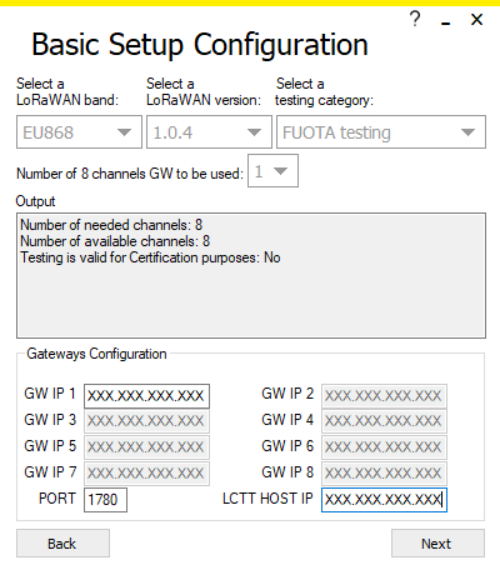 ? - ×
Basic Setup Configuration
Select a LoRaWAN band:
Select a LoRaWAN version:
Select a testing category:
EU868
1.0.4
FUOTA testing
Number of 8 channels GW to be used: 1
Output
Number of needed channels: 8
Number of available channels: 8
Testing is valid for Certification purposes: No
Gateways Configuration
GW IP 1 XXX.XXX.XXX.XXX GW IP 2 XXX.XXX.XXX.XXX
GW IP 3 XXX.XXX.XXX.XXX GW IP 4 XXX.XXX.XXX.XXX
GW IP 5 XXX.XXX.XXX.XXX GW IP 6 XXX.XXX.XXX.XXX
GW IP 7 XXX.XXX.XXX.XXX GW IP 8 XXX.XXX.XXX.XXX
PORT 1780 LCTT HOST IP XXX.XXX.XXX.XXX
Back Next